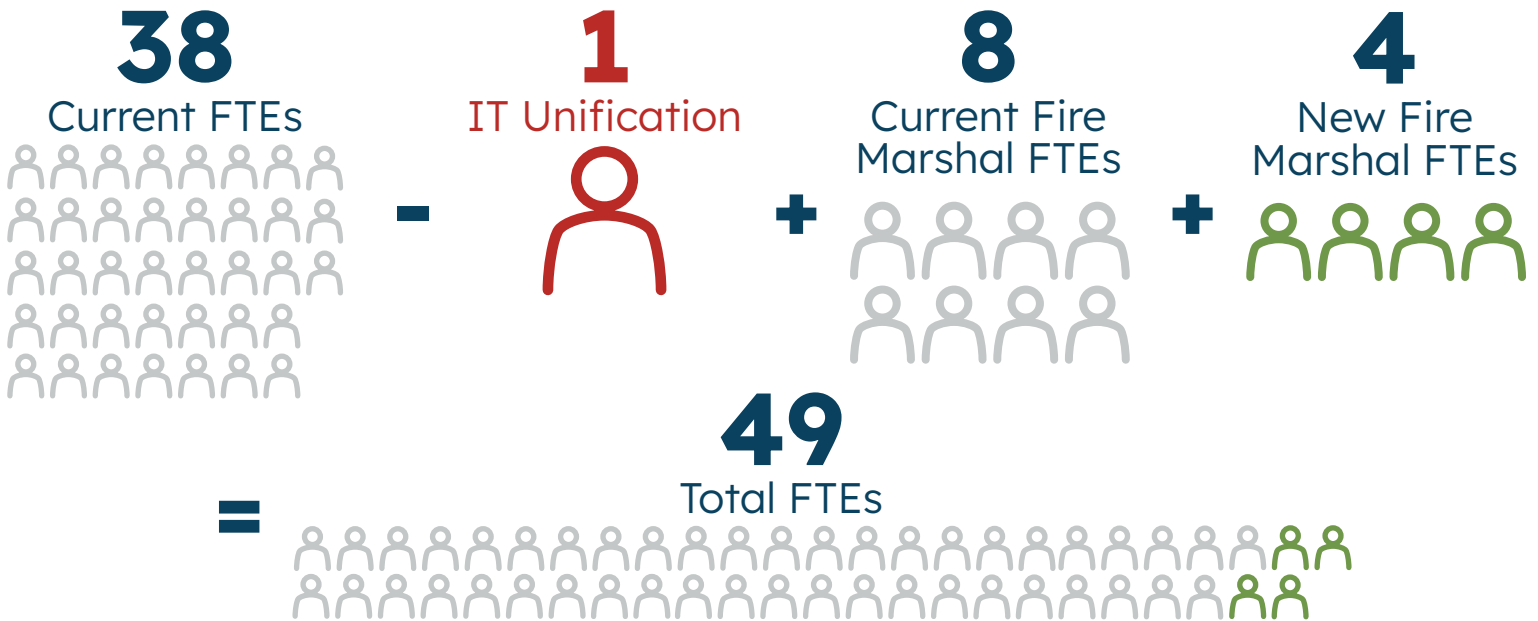 38
Current FTEs
-
1
IT Unification
+
8
Current Fire
Marshal FTEs
+
4
New Fire
Marshal FTEs
=
49
Total FTEs